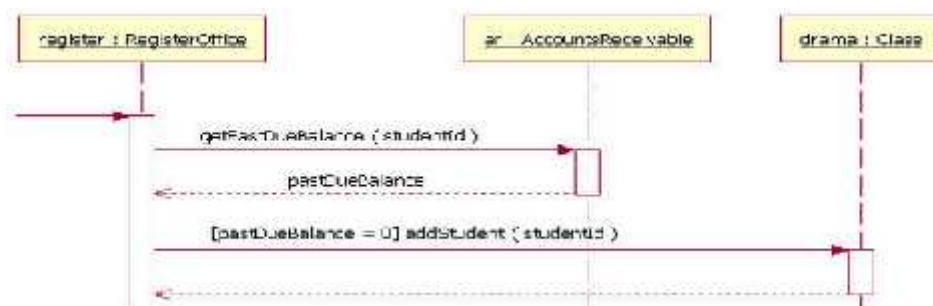 register : RegisterOffice
ar : AccountsReceivable
drama : Class
getPastDueBalance ( studentId )
pastDueBalance
[pastDueBalance = 0] addStudent ( studentId )